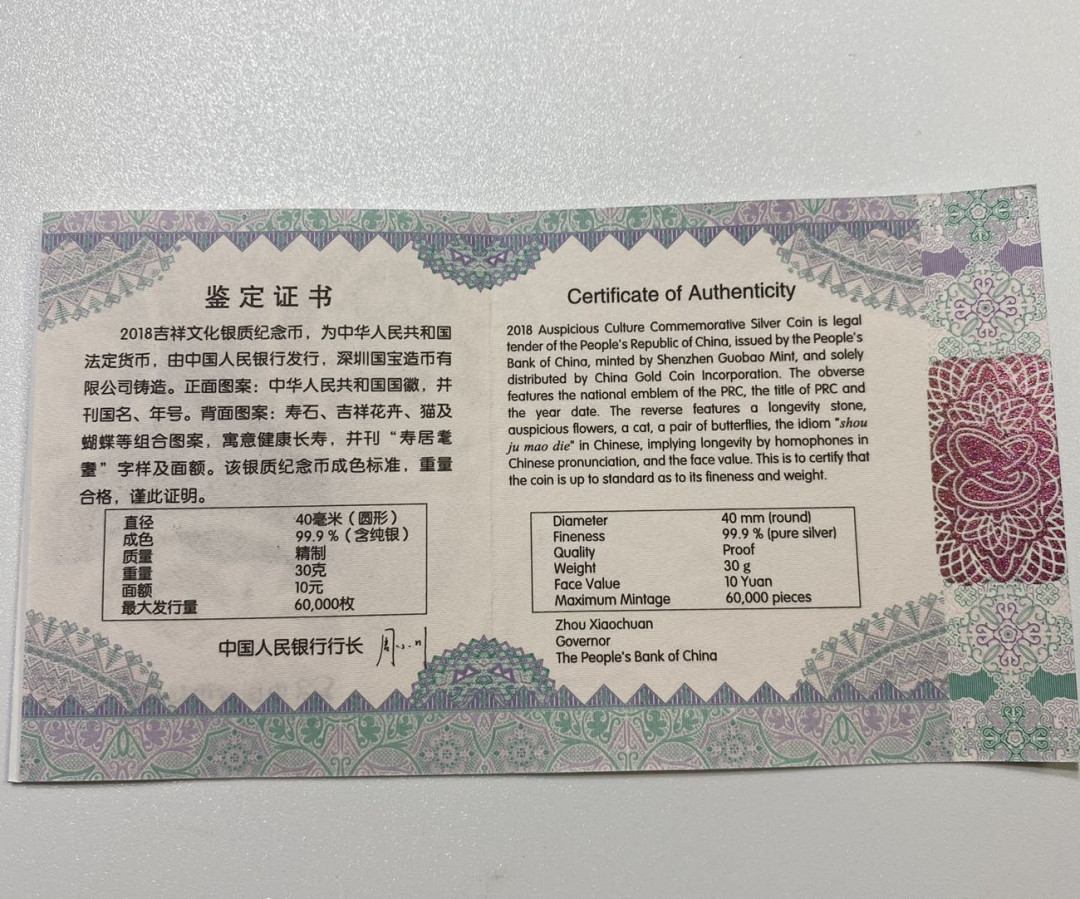 鉴定证书
2018吉祥文化银质纪念币，为中华人民共和国
法定货币，由中国人民银行发行，深圳国宝造币有
限公司铸造。正面图案：中华人民共和国国徽，并
刊国名、年号。背面图案：寿石、吉祥花卉、猫及
蝴蝶等组合图案，寓意健康长寿，并刊“寿居耄
耋”字样及面额。该银质纪念币成色标准，重量
合格，谨此证明。
直径 40毫米（圆形）
成色 99.9％（含纯银）
质量 精制
重量 30克
面额 10元
最大发行量 60,000枚
中国人民银行行长
Certificate of Authenticity
2018 Auspicious Culture Commemorative Silver Coin is legal
tender of the People's Republic of China, issued by the People's
Bank of China, minted by Shenzhen Guobao Mint, and solely
distributed by China Gold Coin Incorporation. The obverse
features the national emblem of the PRC, the title of PRC and
the year date. The reverse features a longevity stone,
auspicious flowers, a cat, a pair of butterflies, the idiom "shou
ju mao die" in Chinese, implying longevity by homophones in
Chinese pronunciation, and the face value. This is to certify that
the coin is up to standard as to its fineness and weight.
Diameter 40 mm (round)
Fineness 99.9 % (pure silver)
Quality Proof
Weight 30 g
Face Value 10 Yuan
Maximum Mintage 60,000 pieces
Zhou Xiaochuan
Governor
The People's Bank of China